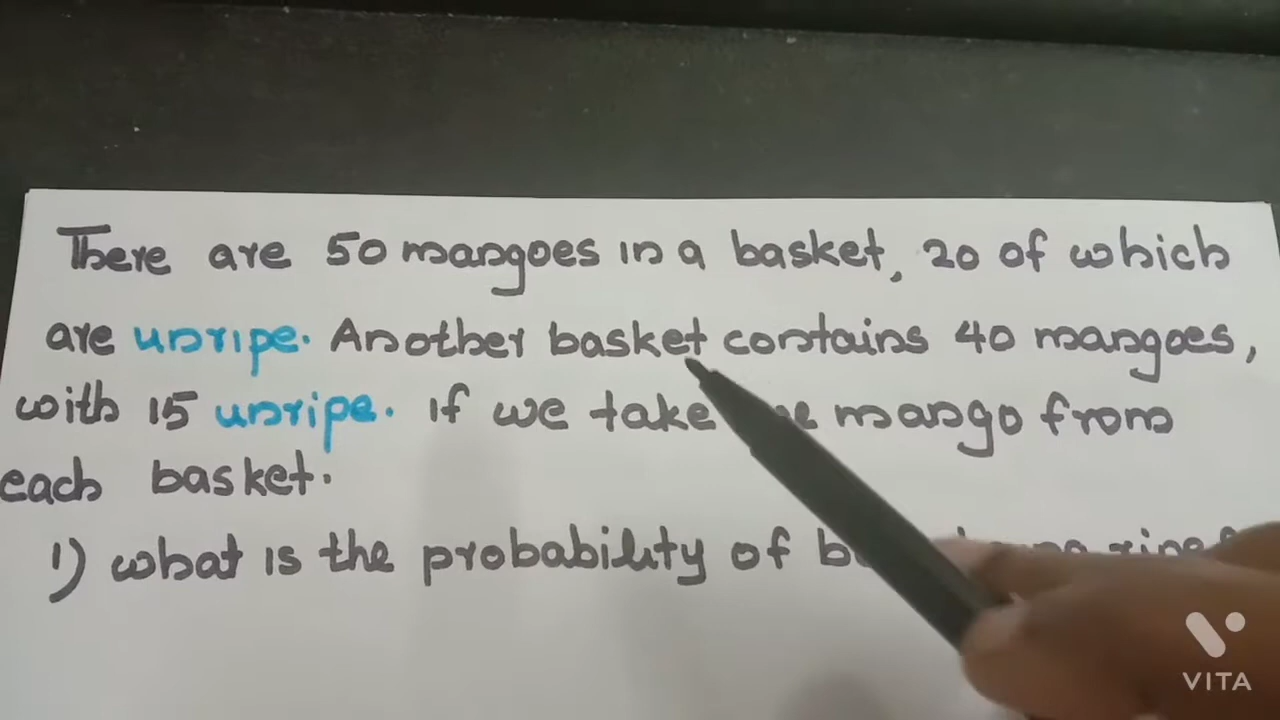 There are 50 mangoes in a basket, 20 of which
are unripe. Another basket contains 40 mangoes,
with 15 unripe. If we take mango from
each basket.
1) what is the probability of
VITA